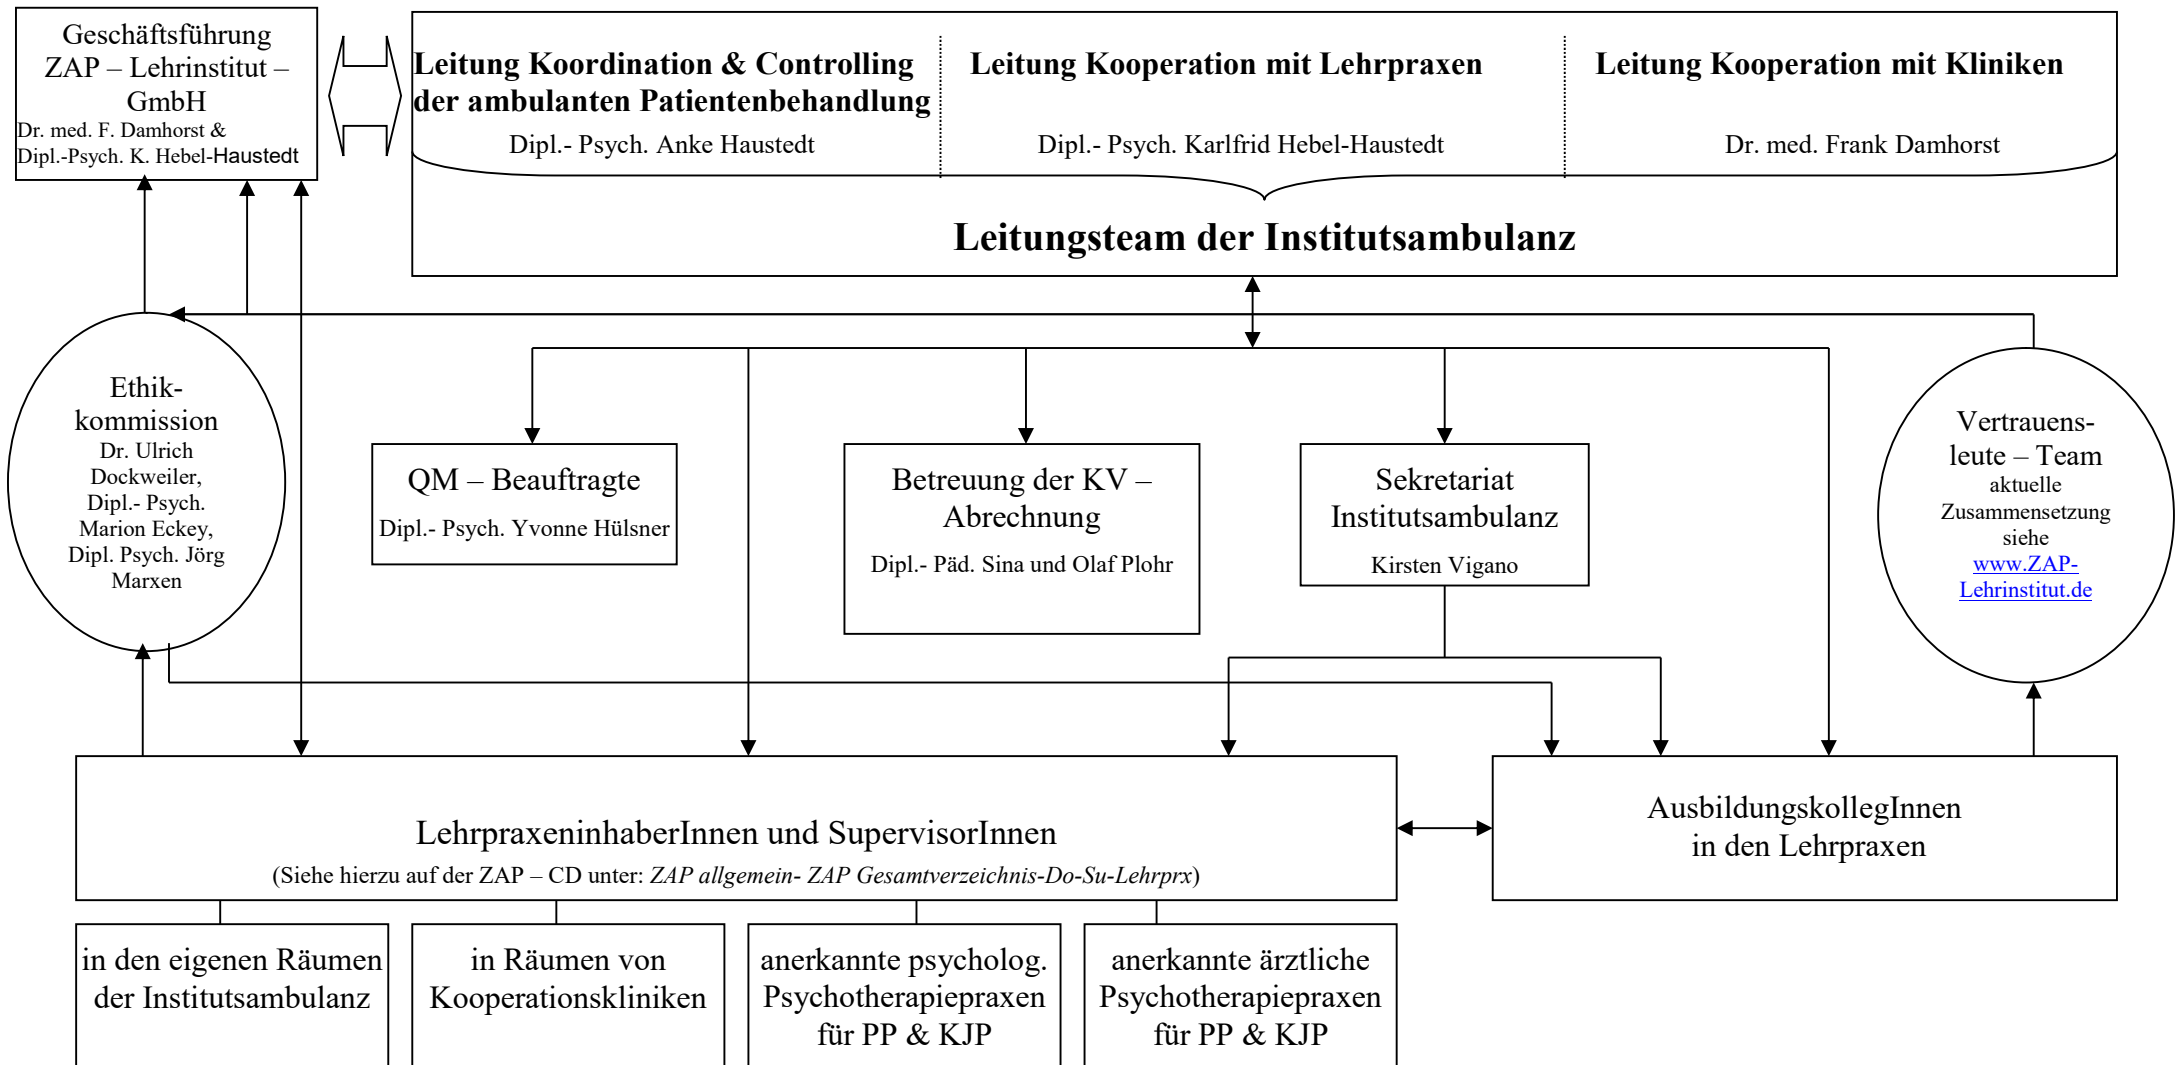 Geschäftsführung
ZAP – Lehrinstitut –
GmbH
Dr. med. F. Damhorst &
Dipl.-Psych. K. Hebel-Haustedt
Leitung Koordination & Controlling
der ambulanten Patientenbehandlung
Dipl.- Psych. Anke Haustedt
Leitung Kooperation mit Lehrpraxen
Dipl.- Psych. Karlfrid Hebel-Haustedt
Leitung Kooperation mit Kliniken
Dr. med. Frank Damhorst
Leitungsteam der Institutsambulanz
Ethik-
kommission
Dr. Ulrich
Dockweiler,
Dipl.- Psych.
Marion Eckey,
Dipl. Psych. Jörg
Marxen
QM – Beauftragte
Dipl.- Psych. Yvonne Hülsner
Betreuung der KV –
Abrechnung
Dipl.- Päd. Sina und Olaf Plohr
Sekretariat
Institutsambulanz
Kirsten Vigano
Vertrauens-
leute – Team
aktuelle
Zusammensetzung
siehe
www.ZAP-
Lehrinstitut.de
LehrpraxeninhaberInnen und SupervisorInnen
(Siehe hierzu auf der ZAP – CD unter: ZAP allgemein- ZAP Gesamtverzeichnis-Do-Su-Lehrprx)
AusbildungskollegInnen
in den Lehrpraxen
in den eigenen Räumen
der Institutsambulanz
in Räumen von
Kooperationskliniken
anerkannte psycholog.
Psychotherapiepraxen
für PP & KJP
anerkannte ärztliche
Psychotherapiepraxen
für PP & KJP